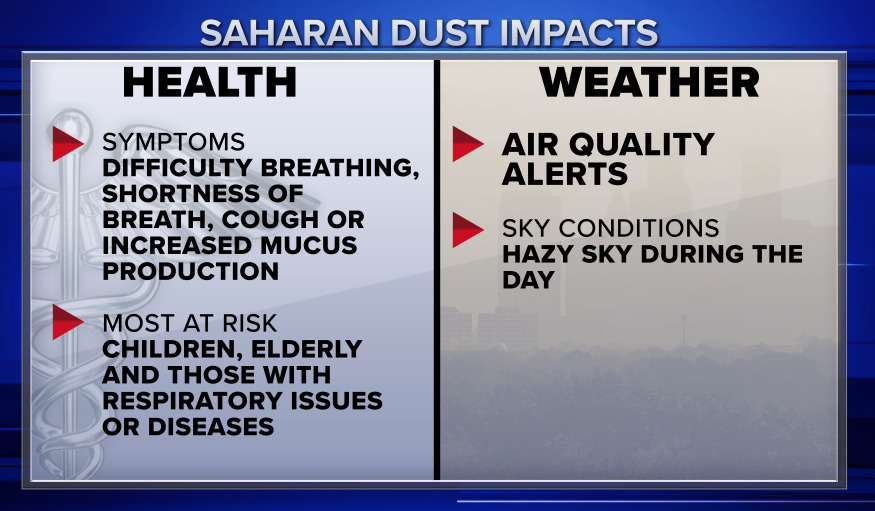 SAHARAN DUST IMPACTS
HEALTH
SYMPTOMS
DIFFICULTY BREATHING,
SHORTNESS OF
BREATH, COUGH OR
INCREASED MUCUS
PRODUCTION
MOST AT RISK
CHILDREN, ELDERLY
AND THOSE WITH
RESPIRATORY ISSUES
OR DISEASES
WEATHER
AIR QUALITY
ALERTS
SKY CONDITIONS
HAZY SKY DURING THE
DAY